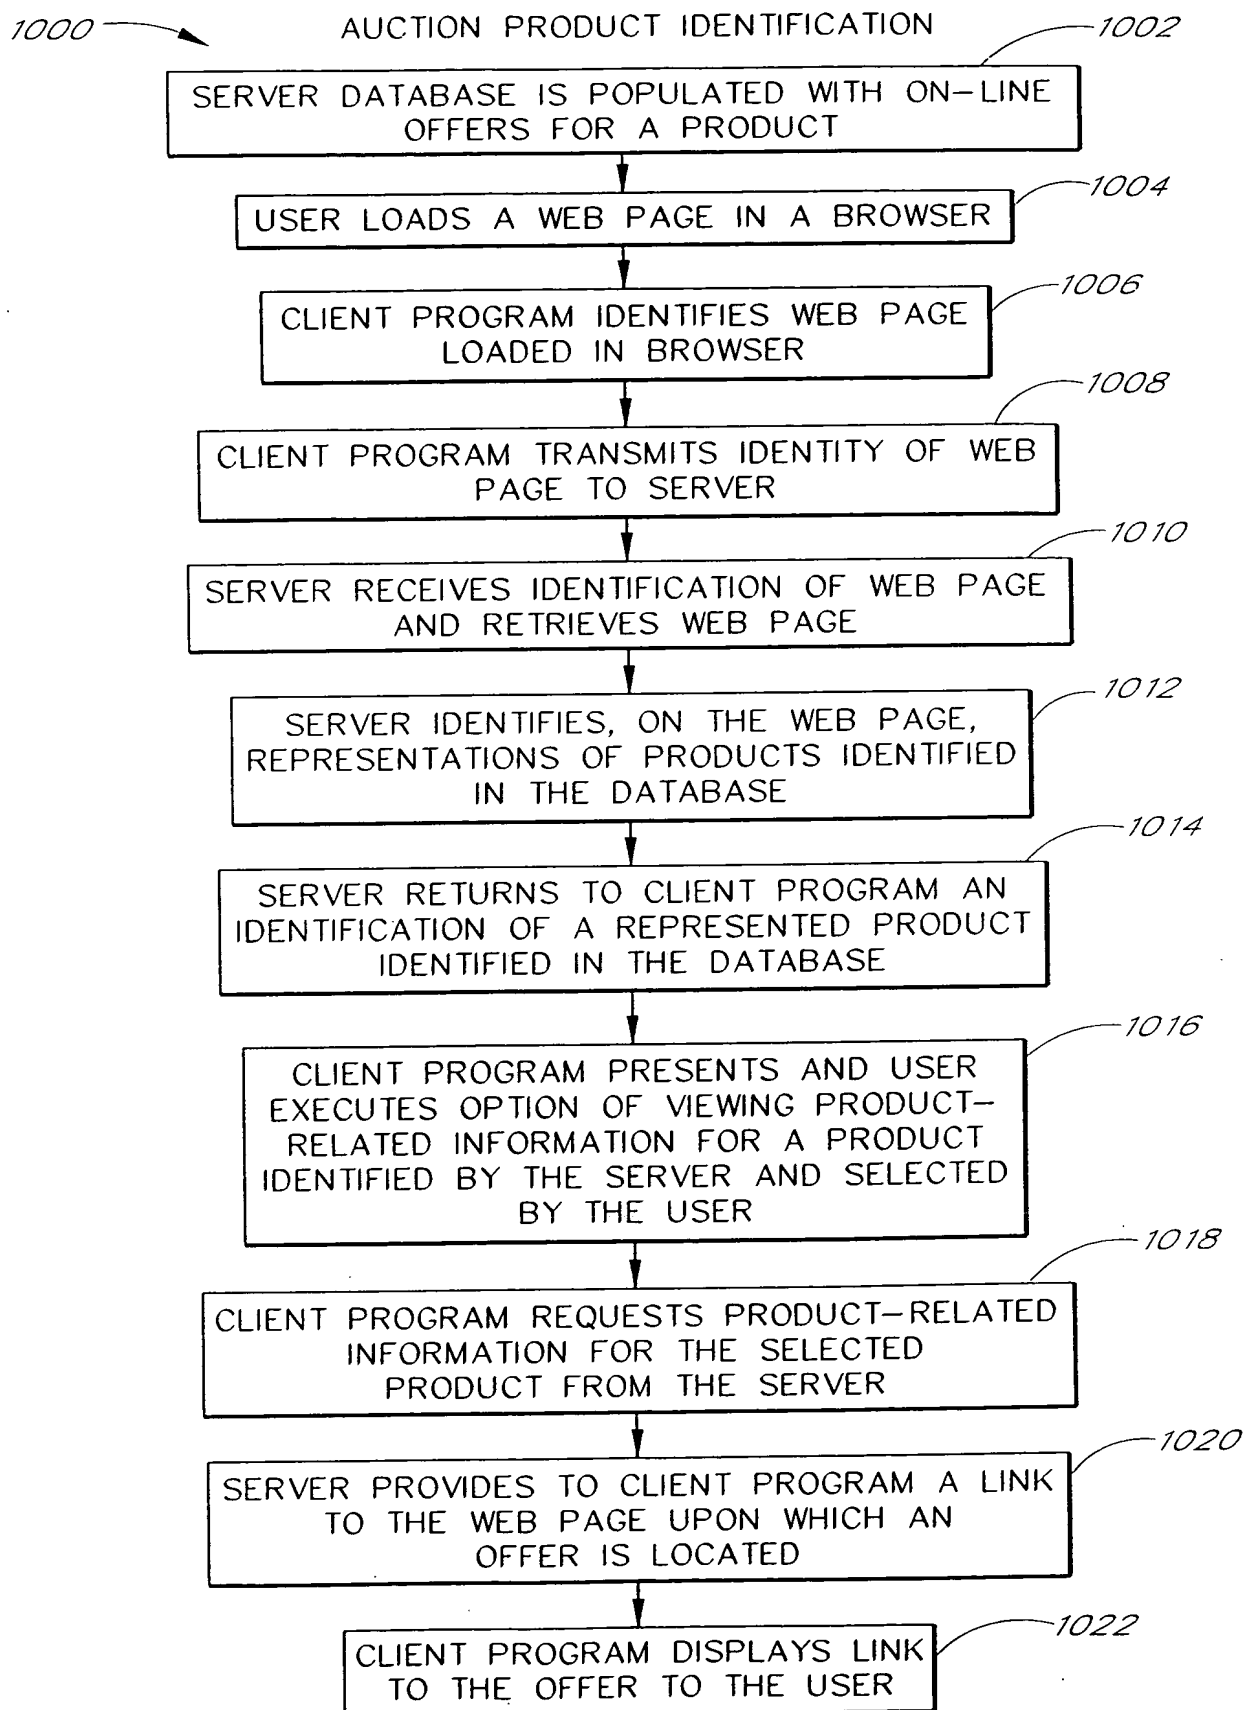 1000
AUCTION PRODUCT IDENTIFICATION
1002
SERVER DATABASE IS POPULATED WITH ON-LINE
OFFERS FOR A PRODUCT
1004
USER LOADS A WEB PAGE IN A BROWSER
1006
CLIENT PROGRAM IDENTIFIES WEB PAGE
LOADED IN BROWSER
1008
CLIENT PROGRAM TRANSMITS IDENTITY OF WEB
PAGE TO SERVER
1010
SERVER RECEIVES IDENTIFICATION OF WEB PAGE
AND RETRIEVES WEB PAGE
1012
SERVER IDENTIFIES, ON THE WEB PAGE,
REPRESENTATIONS OF PRODUCTS IDENTIFIED
IN THE DATABASE
1014
SERVER RETURNS TO CLIENT PROGRAM AN
IDENTIFICATION OF A REPRESENTED PRODUCT
IDENTIFIED IN THE DATABASE
1016
CLIENT PROGRAM PRESENTS AND USER
EXECUTES OPTION OF VIEWING PRODUCT-
RELATED INFORMATION FOR A PRODUCT
IDENTIFIED BY THE SERVER AND SELECTED
BY THE USER
1018
CLIENT PROGRAM REQUESTS PRODUCT-RELATED
INFORMATION FOR THE SELECTED
PRODUCT FROM THE SERVER
1020
SERVER PROVIDES TO CLIENT PROGRAM A LINK
TO THE WEB PAGE UPON WHICH AN
OFFER IS LOCATED
1022
CLIENT PROGRAM DISPLAYS LINK
TO THE OFFER TO THE USER